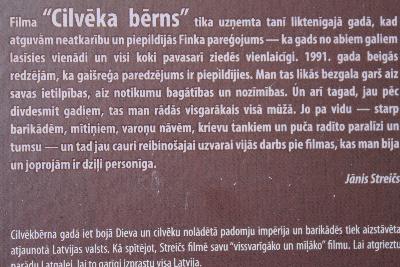 Filma "Cilvēka bērns" tika uzņemta tanī liktenīgajā gadā, kad
atguvām neatkarību un piepildījās Finka pareģojums — ka gads no abiem galiem
lasīsies vienādi un visi koki pavasarī ziedēs vienlaicīgi. 1991. gada beigās
redzējām, ka gaišreģa paredzējums ir piepildījies. Man tas likās bezgala garš aiz
savas ietilpības, aiz notikumu bagātības un nozīmības. Un arī tagad, jau pēc
divdesmit gadiem, tas man rādās visgarākais visā mūžā. Jo pa vidu — starp
barikādēm, mītiņiem, varoņu nāvēm, krievu tankiem un puča radīto paralīzi un
tumsu — un tad jau cauri reibinošajai uzvarai vijās darbs pie filmas, kas man bija
un joprojām ir dziļi personīga.
Jānis Streičs
Cilvēkbērna gadā iet bojā Dieva un cilvēku nolādētā padomju impērija un barikādēs tiek aizstāvēta
atjaunotā Latvijas valsts. Kā spītējot, Streičs filmē savu "vissvarīgāko un mīļāko" filmu. Lai atgrieztu
parādu Latgalei, lai to garīgi izprastu visa Latvija.